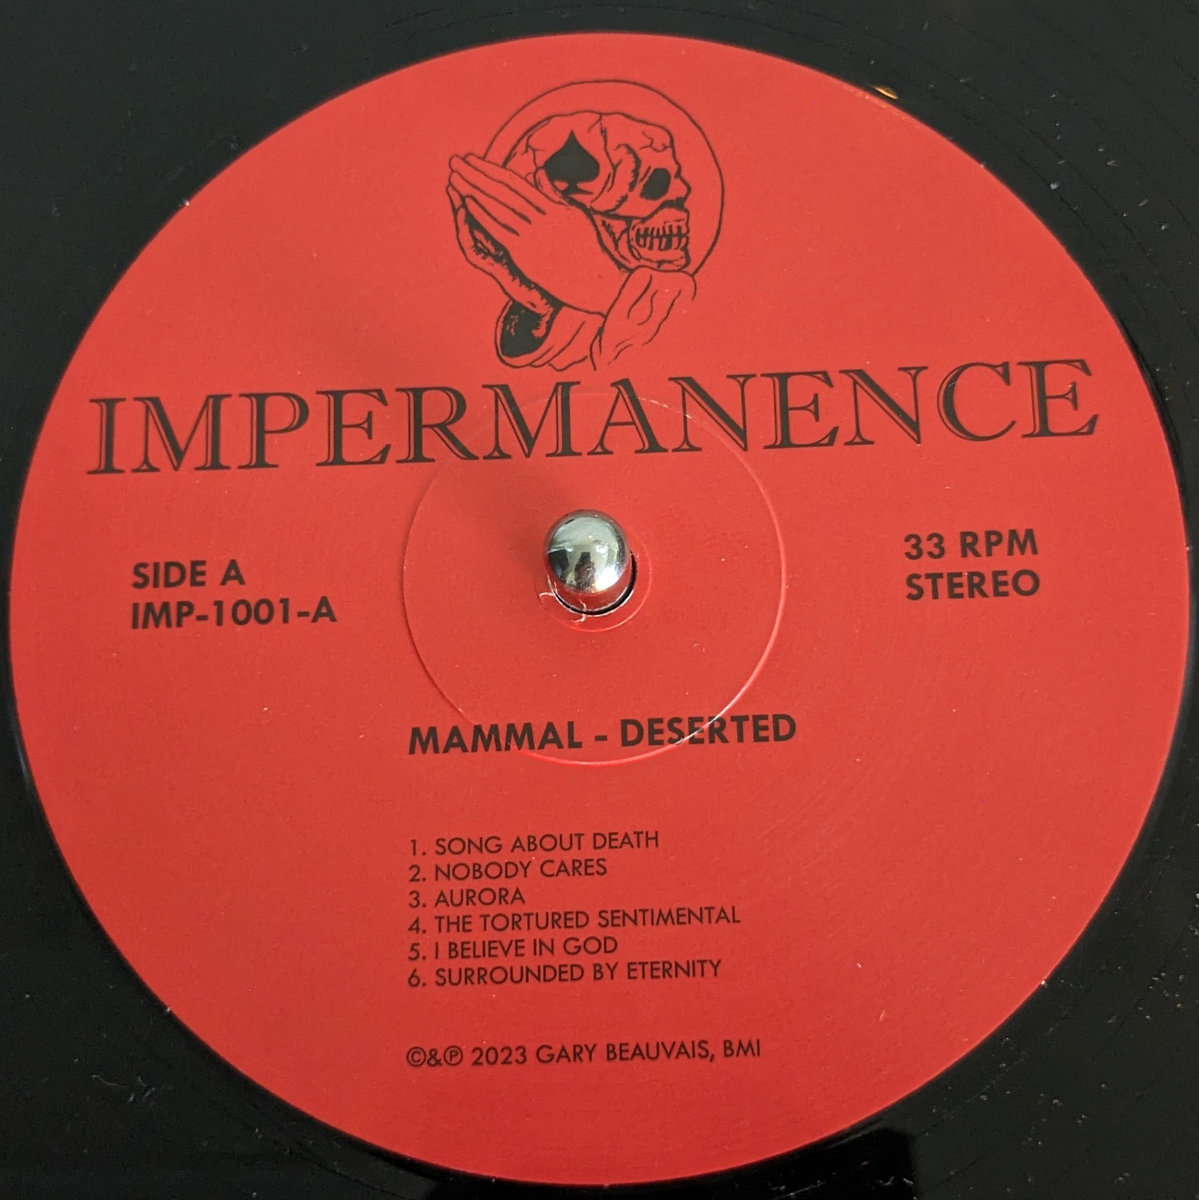 IMPERMANENCE
SIDE A
IMP-1001-A
33 RPM
STEREO
MAMMAL - DESERTED
1. SONG ABOUT DEATH
2. NOBODY CARES
3. AURORA
4. THE TORTURED SENTIMENTAL
5. I BELIEVE IN GOD
6. SURROUNDED BY ETERNITY
©&℗ 2023 GARY BEAUVAIS, BMI